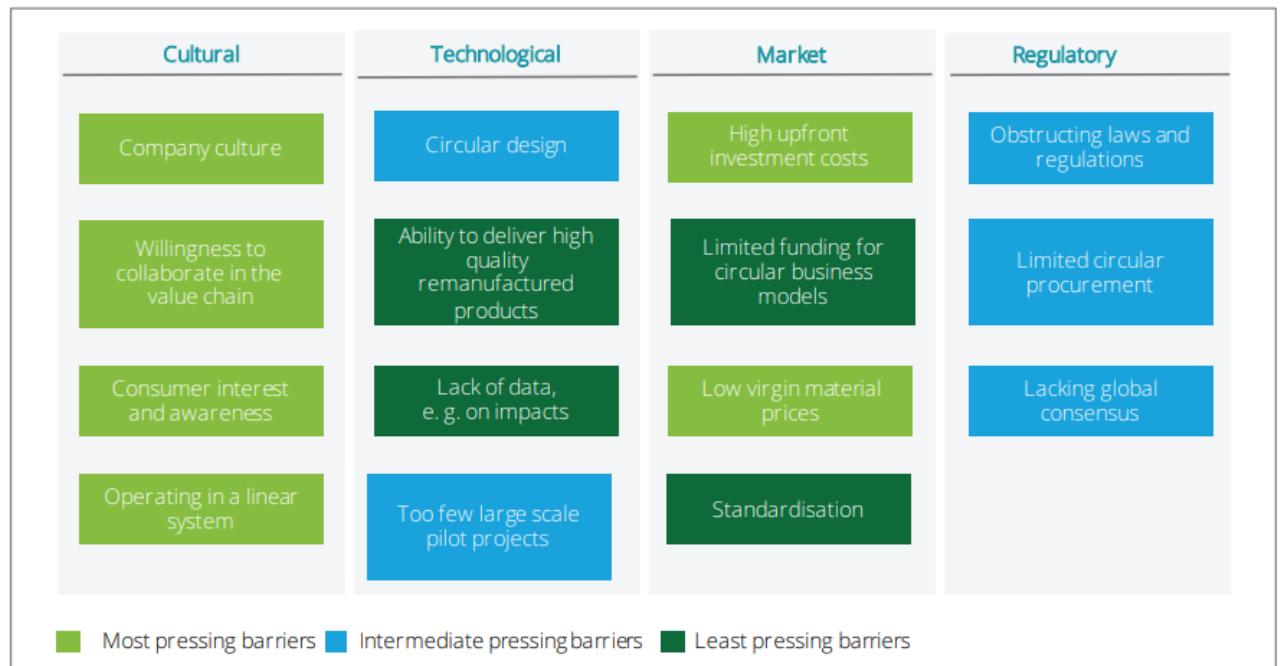 Cultural
Company culture
Willingness to
collaborate in the
value chain
Consumer interest
and awareness
Operating in a linear
system
Technological
Circular design
Ability to deliver high
quality
remanufactured
products
Lack of data,
e. g. on impacts
Too few large scale
pilot projects
Market
High upfront
investment costs
Limited funding for
circular business
models
Low virgin material
prices
Standardisation
Regulatory
Obstructing laws and
regulations
Limited circular
procurement
Lacking global
consensus
Most pressing barriers
Intermediate pressing barriers
Least pressing barriers